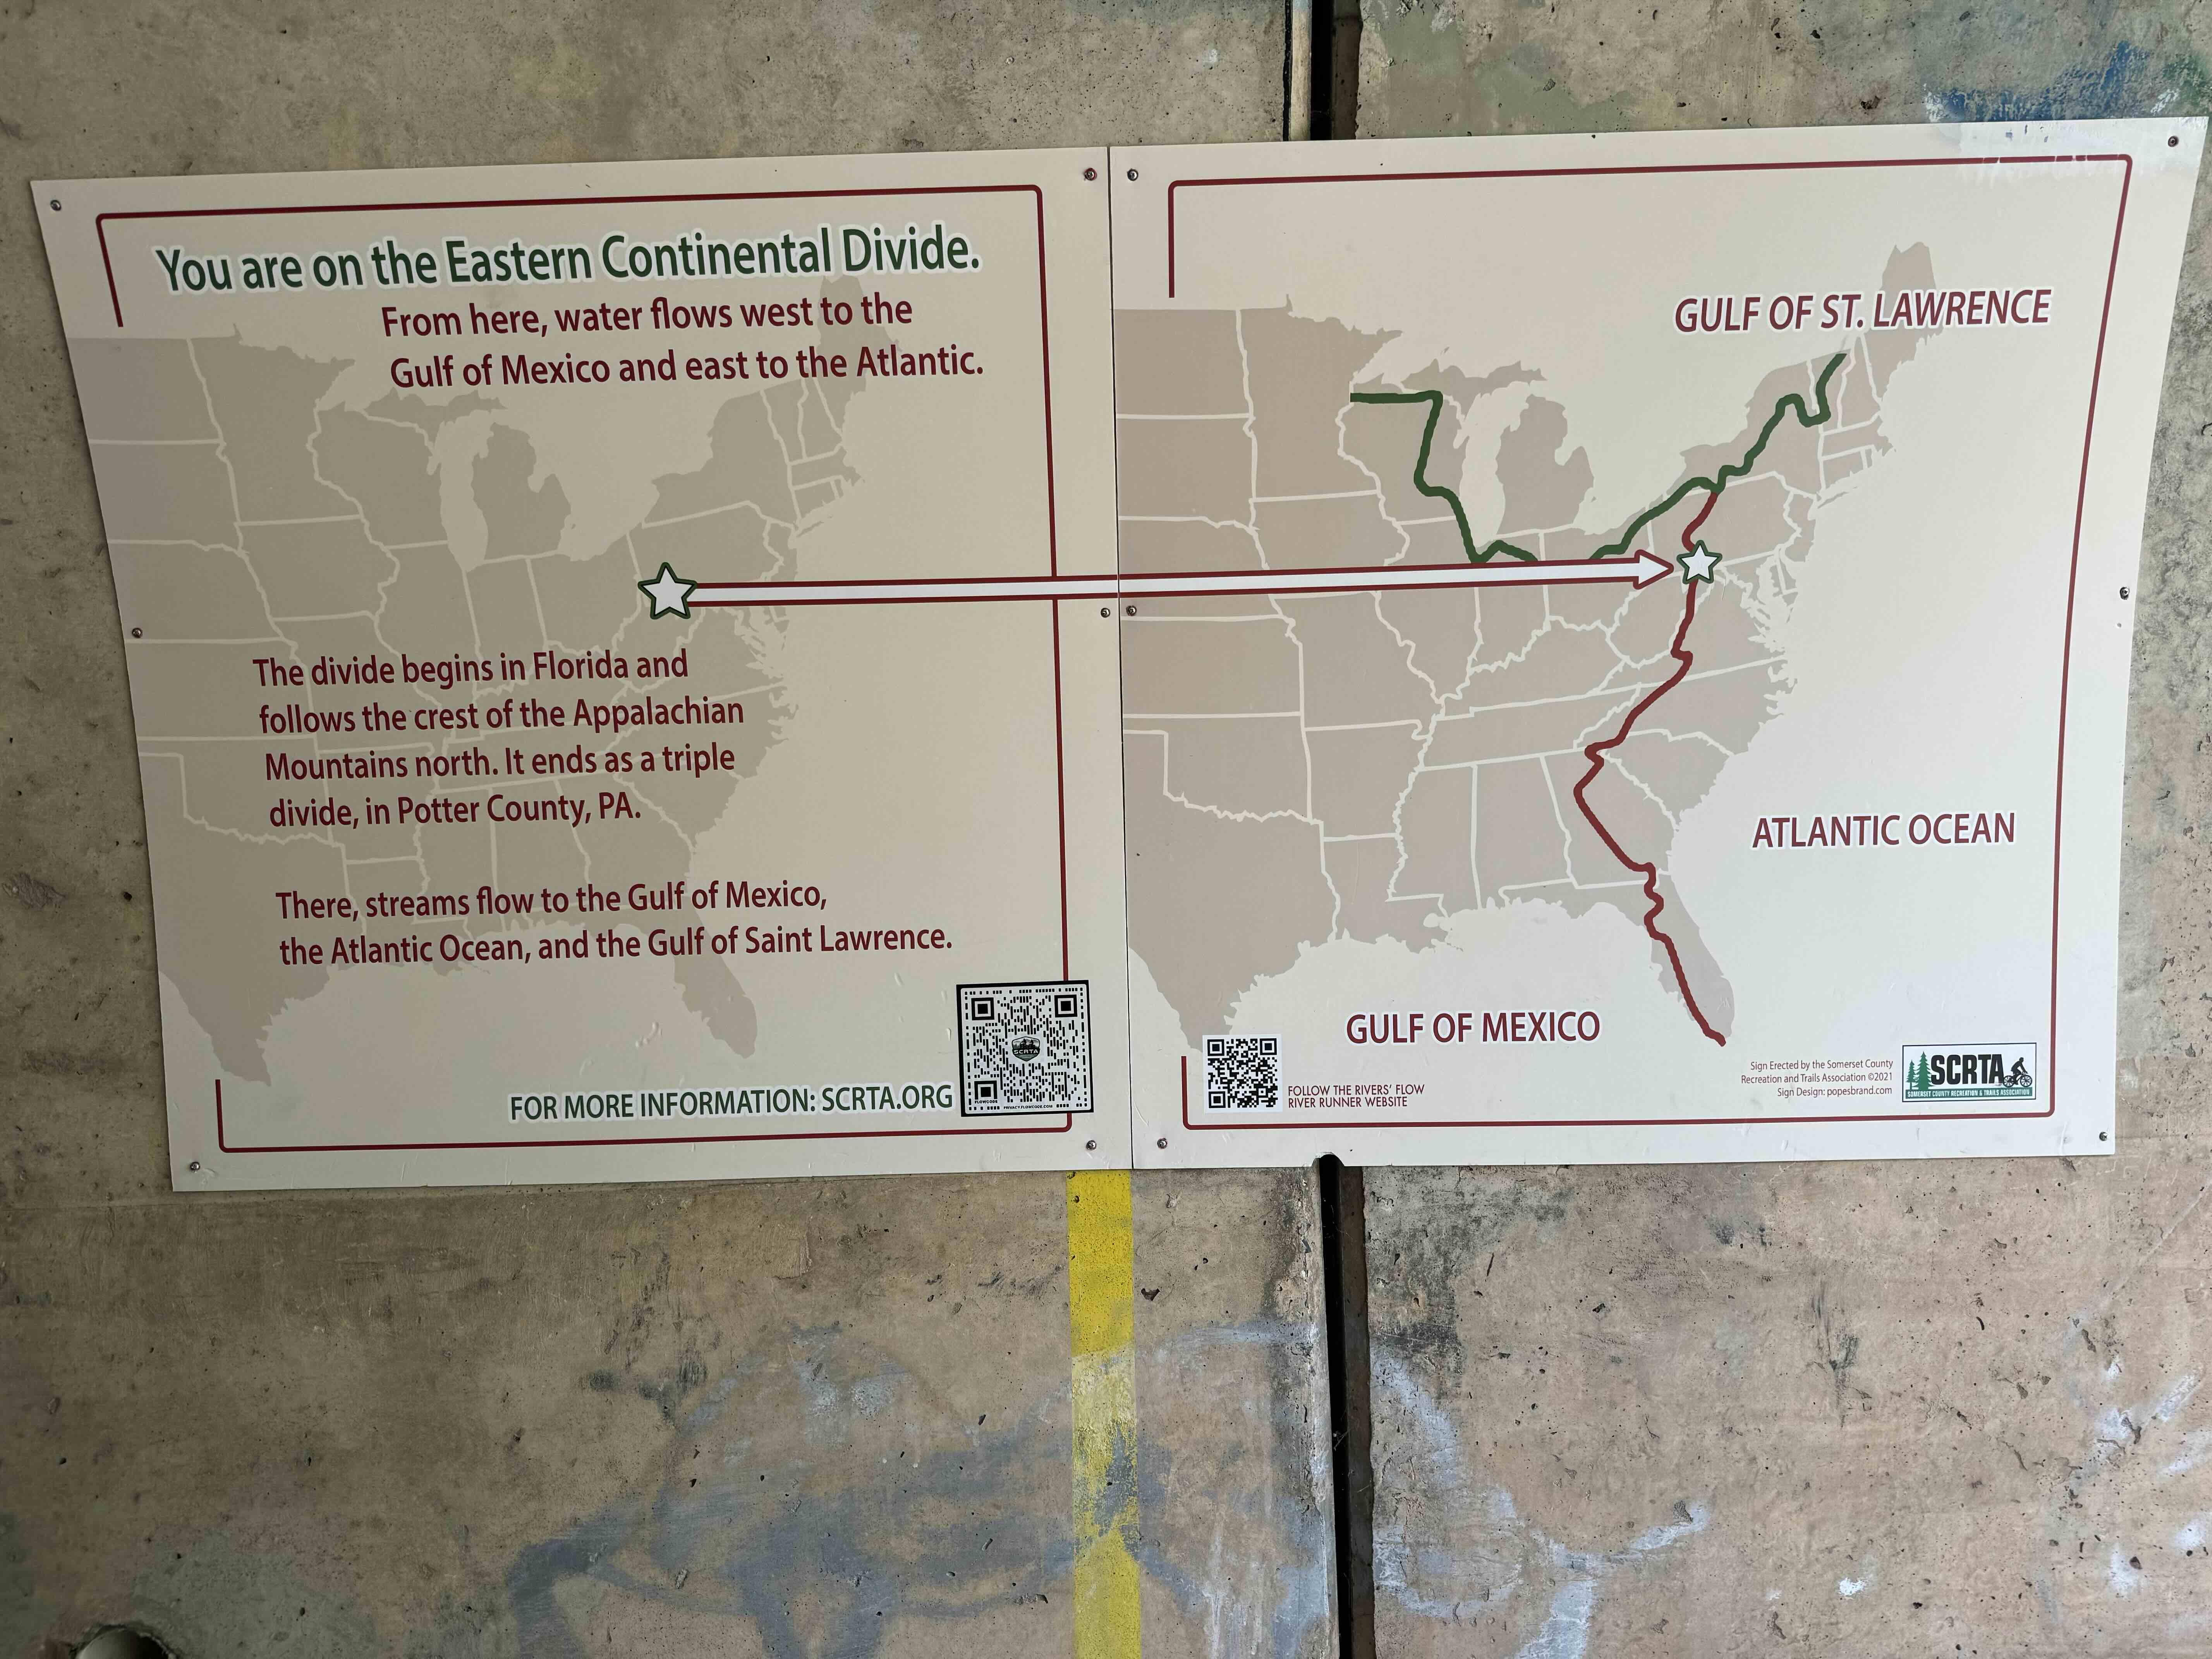 You are on the Eastern Continental Divide.
From here, water flows west to the
Gulf of Mexico and east to the Atlantic.
The divide begins in Florida and
follows the crest of the Appalachian
Mountains north. It ends as a triple
divide, in Potter County, PA.
There, streams flow to the Gulf of Mexico,
the Atlantic Ocean, and the Gulf of Saint Lawrence.
FOR MORE INFORMATION: SCRTA.ORG
SCRTA
FLOWCODE
PRIVACY.FLOWCODE.COM
GULF OF ST. LAWRENCE
ATLANTIC OCEAN
GULF OF MEXICO
FOLLOW THE RIVERS' FLOW
RIVER RUNNER WEBSITE
Sign Erected by the Somerset County
Recreation and Trails Association ©2021
Sign Design: popesbrand.com
SCRTA
SOMERSET COUNTY RECREATION & TRAILS ASSOCIATION